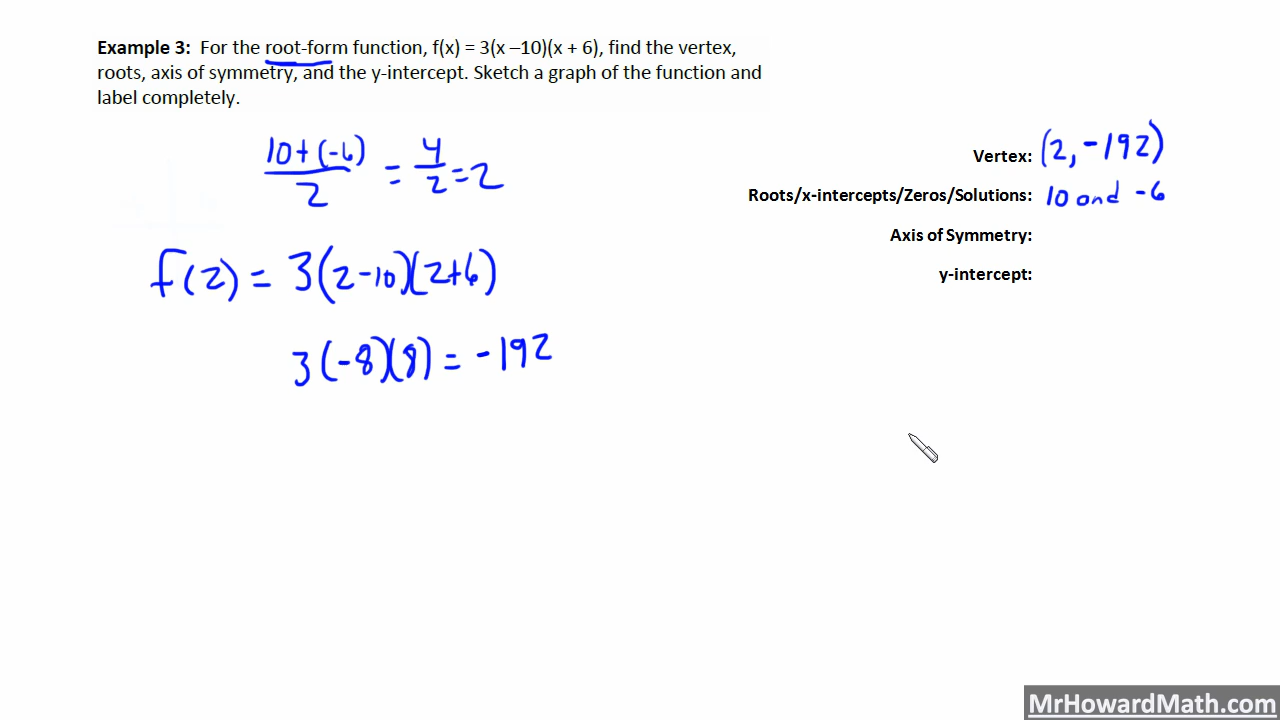 Example 3: For the root-form function, f(x) = 3(x –10)(x + 6), find the vertex,
roots, axis of symmetry, and the y-intercept. Sketch a graph of the function and
label completely.
10+(-6)/2 = 4/2 = 2
Vertex: (2, -192)
Roots/x-intercepts/Zeros/Solutions: 10 and -6
Axis of Symmetry:
y-intercept:
f(2) = 3(2-10)(2+6)
3(-8)(8) = -192
MrHowardMath.com